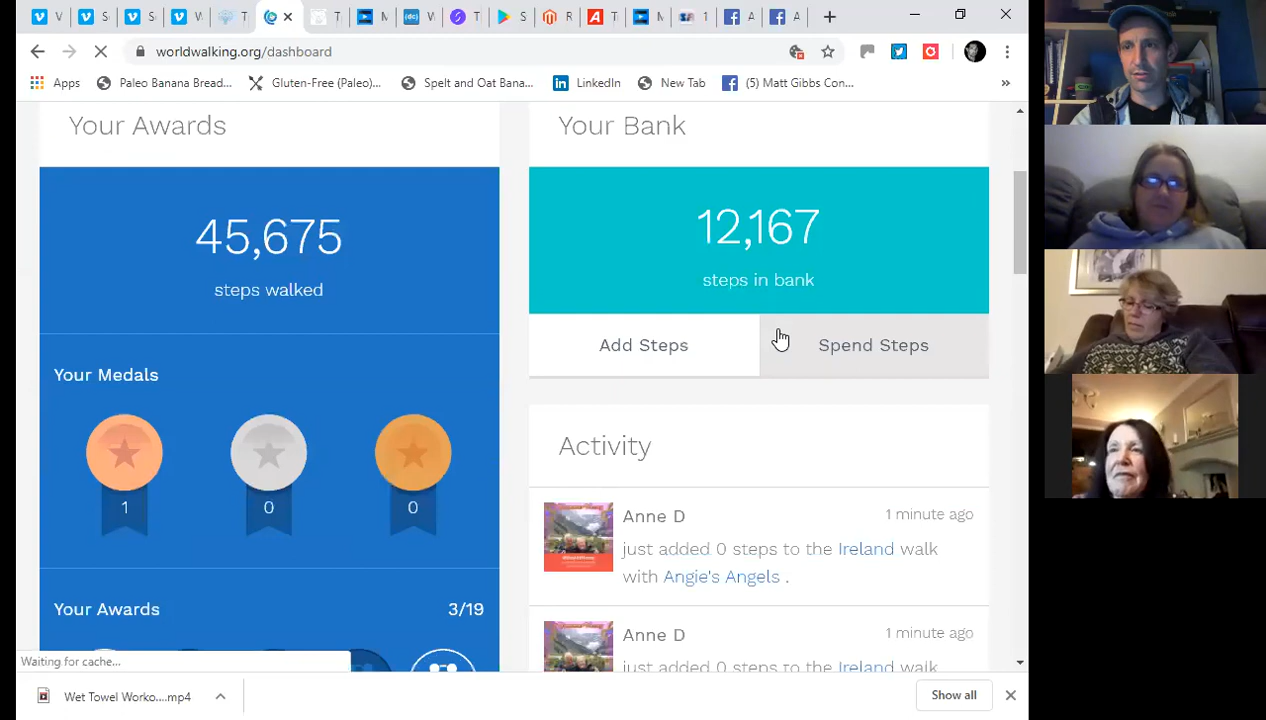 V
S
S
W
T
T
M
V
T
S
R
T
M
1
A
A
worldwalking.org/dashboard
Apps
Paleo Banana Bread...
Gluten-Free (Paleo)...
Spelt and Oat Bana...
LinkedIn
New Tab
(5) Matt Gibbs Con...
»
Your Awards
45,675
steps walked
Your Medals
1
0
0
Your Awards
3/19
Your Bank
12,167
steps in bank
Add Steps
Spend Steps
Activity
Anne D
1 minute ago
just added 0 steps to the Ireland walk
with Angie's Angels .
Anne D
1 minute ago
just added 0 steps to the Ireland walk
Waiting for cache...
Wet Towel Worko....mp4
Show all